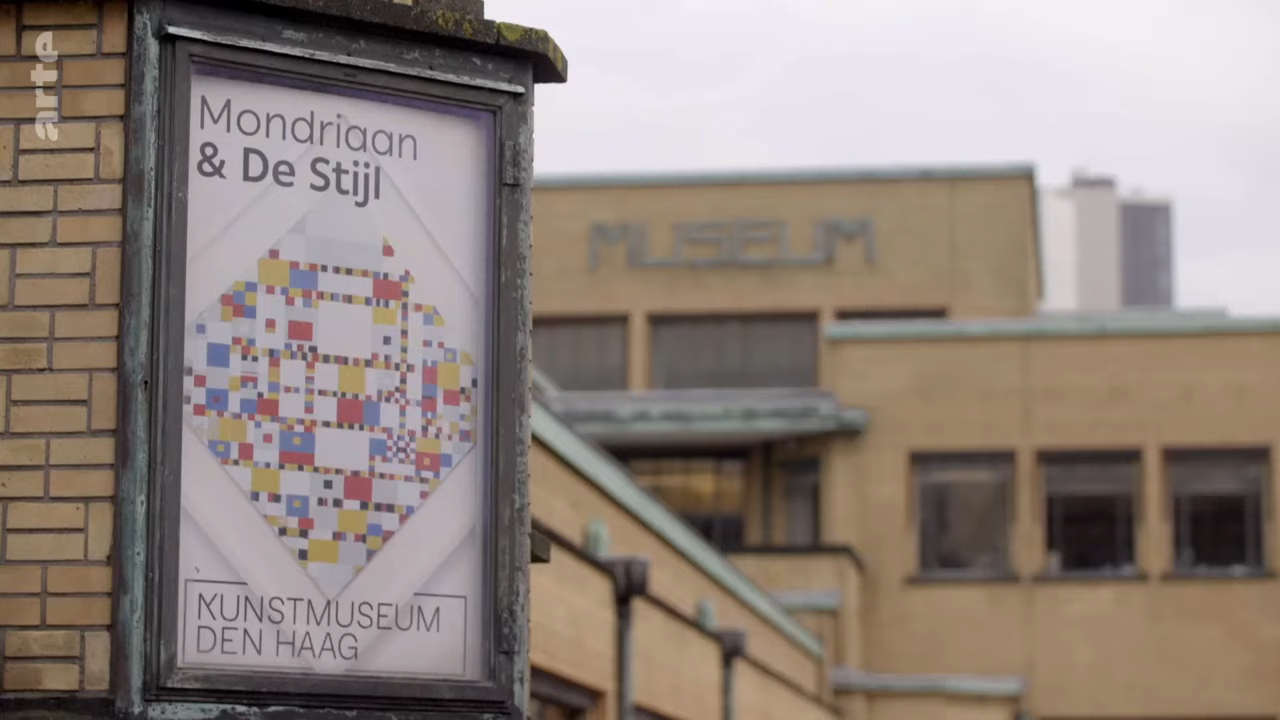 arte
Mondriaan
& De Stijl
MUSEUM
KUNSTMUSEUM
DEN HAAG